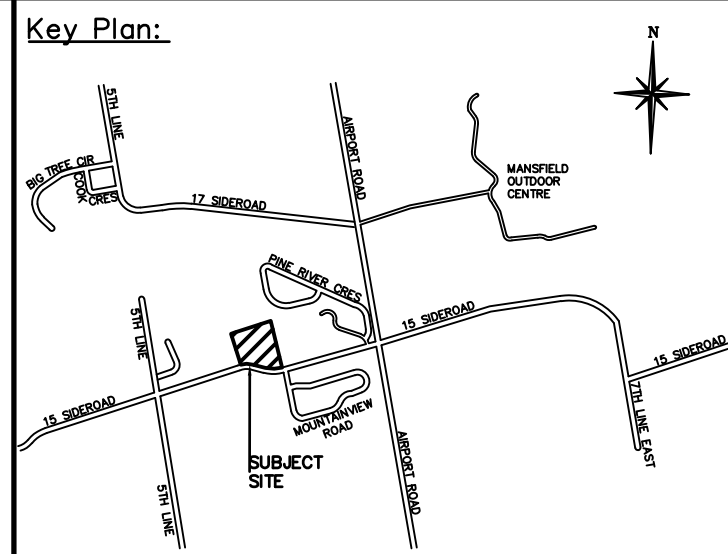 Key Plan:
N
5TH LINE
AIRPORT ROAD
BIG TREE CIR
COOK
CRES
17 SIDEROAD
MANSFIELD
OUTDOOR
CENTRE
PINE RIVER CRES
5TH LINE
15 SIDEROAD
15 SIDEROAD
15 SIDEROAD
7TH LINE EAST
MOUNTAINVIEW
ROAD
AIRPORT ROAD
SUBJECT
SITE
5TH LINE